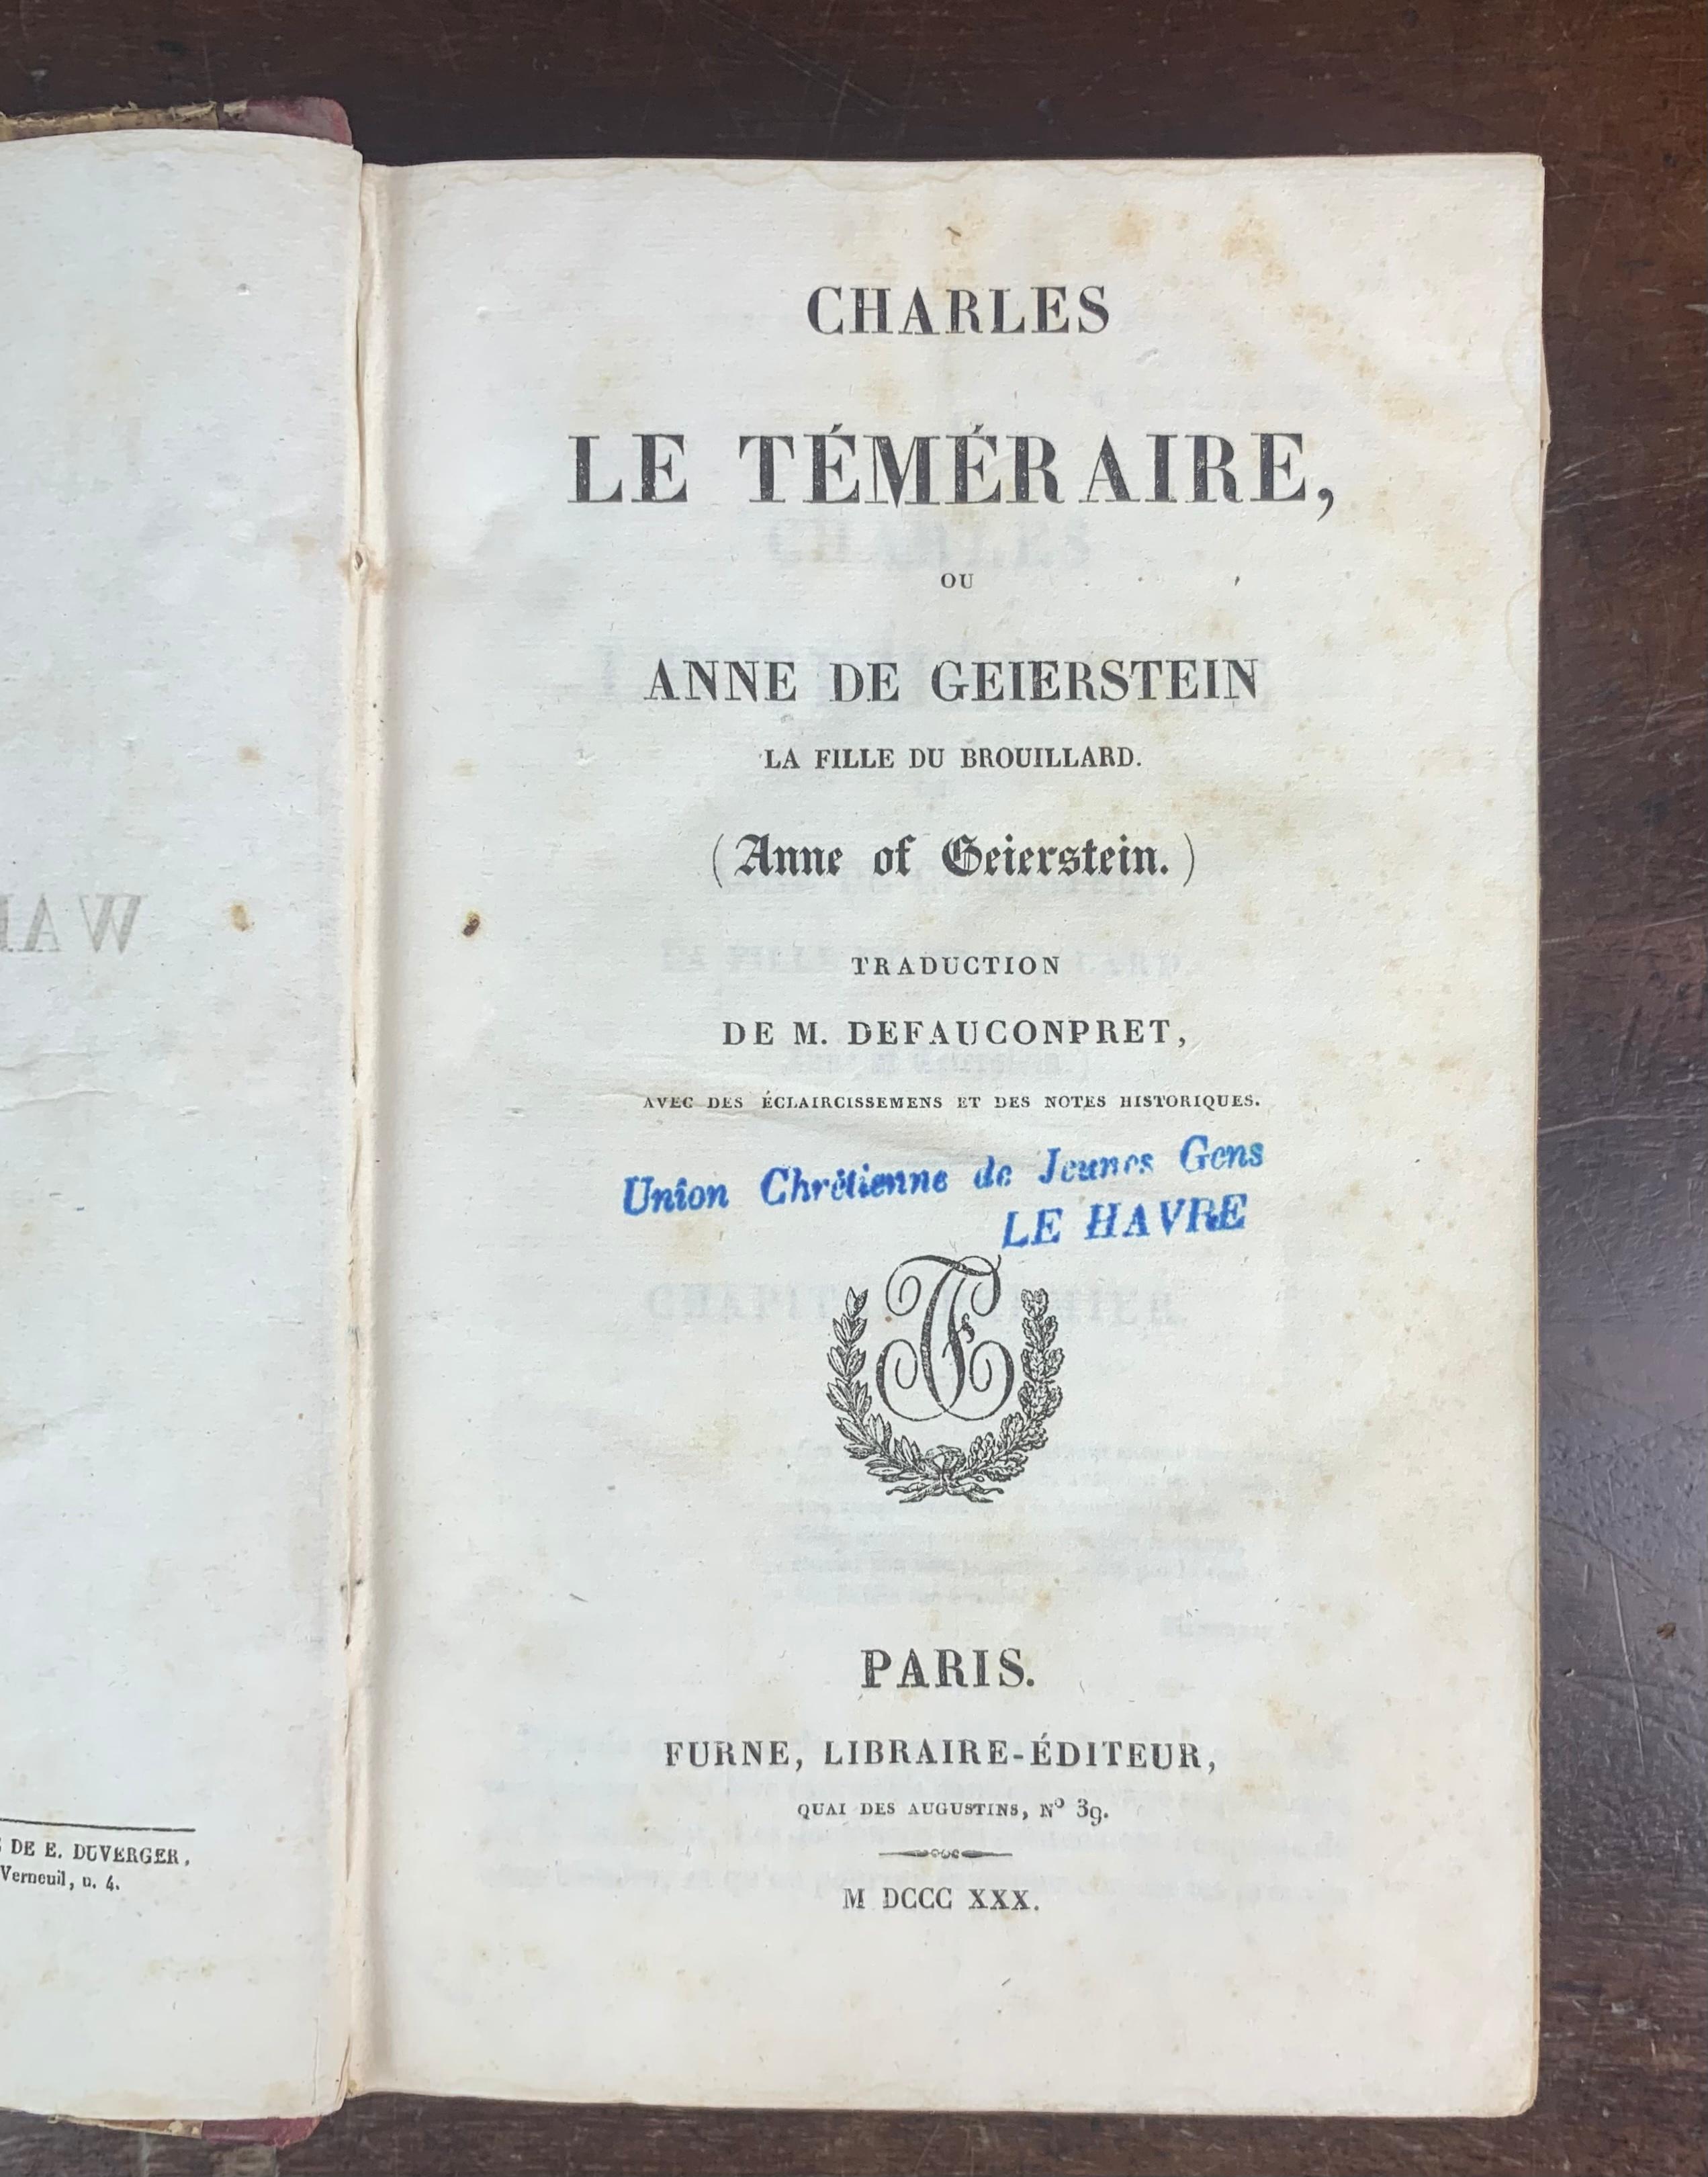 DE E. DUVERGER,
Verneuil, n. 4.
CHARLES
LE TÉMÉRAIRE,
OU
ANNE DE GEIERSTEIN
LA FILLE DU BROUILLARD.
(Anne of Geierstein.)
TRADUCTION
DE M. DEFAUCONPRET,
AVEC DES ÉCLAIRCISSEMENS ET DES NOTES HISTORIQUES.
Union Chrétienne de Jeunes Gens
LE HAVRE
PARIS.
FURNE, LIBRAIRE-ÉDITEUR,
QUAI DES AUGUSTINS, Nº 39.
M DCCC XXX.